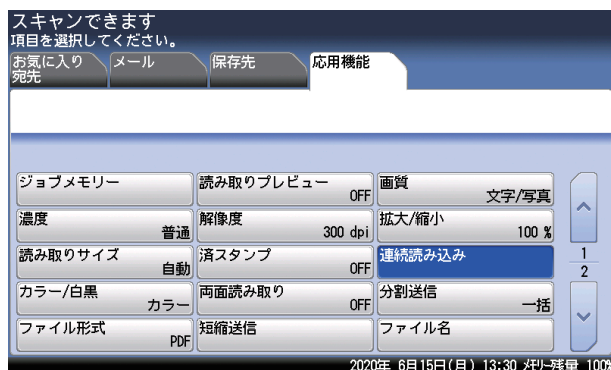 スキャンできます
項目を選択してください。
お気に入り
宛先
メール
保存先
応用機能
ジョブメモリー
読み取りプレビュー
OFF
画質
文字/写真
濃度
普通
解像度
300 dpi
拡大/縮小
100 %
読み取りサイズ
自動
済スタンプ
OFF
連続読み込み
1
2
カラー/白黒
カラー
両面読み取り
OFF
分割送信
一括
ファイル形式
PDF
短縮送信
ファイル名
2020年 6月15日(月) 13:30 メモリー残量 100%